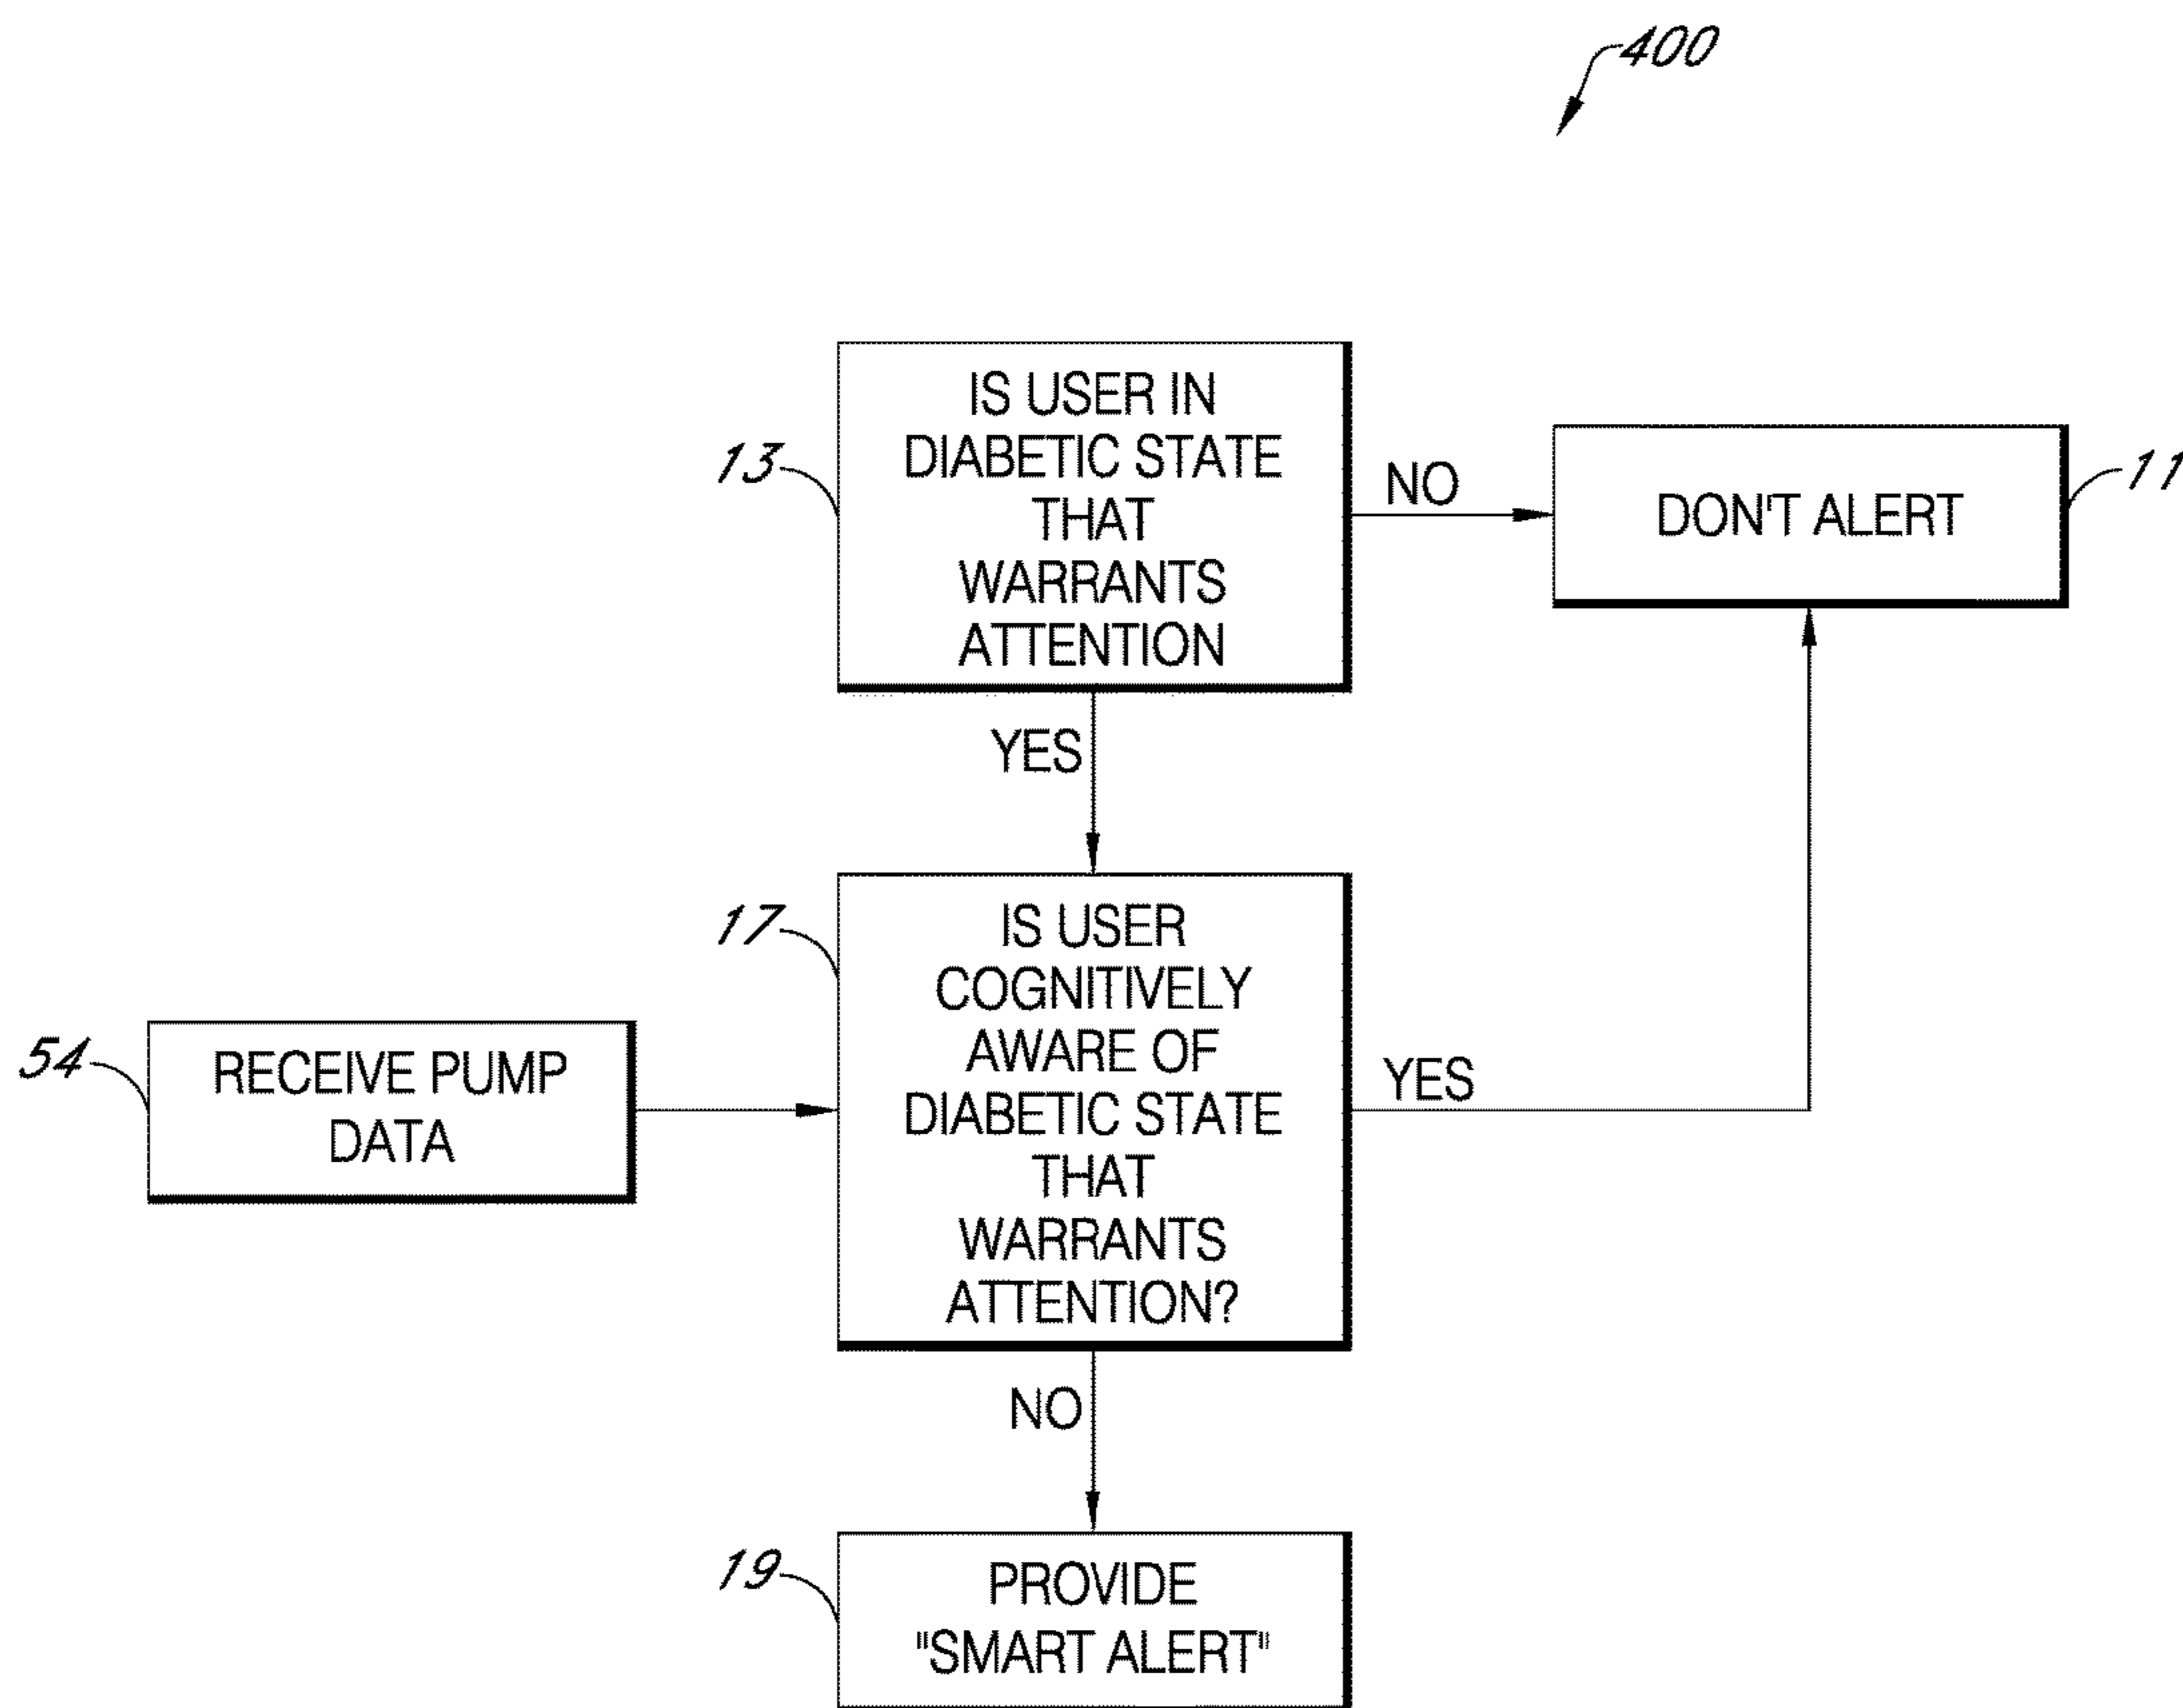 400
13
IS USER IN
DIABETIC STATE
THAT
WARRANTS
ATTENTION
NO
DON'T ALERT
11
YES
17
IS USER
COGNITIVELY
AWARE OF
DIABETIC STATE
THAT
WARRANTS
ATTENTION?
YES
54
RECEIVE PUMP
DATA
NO
19
PROVIDE
"SMART ALERT"